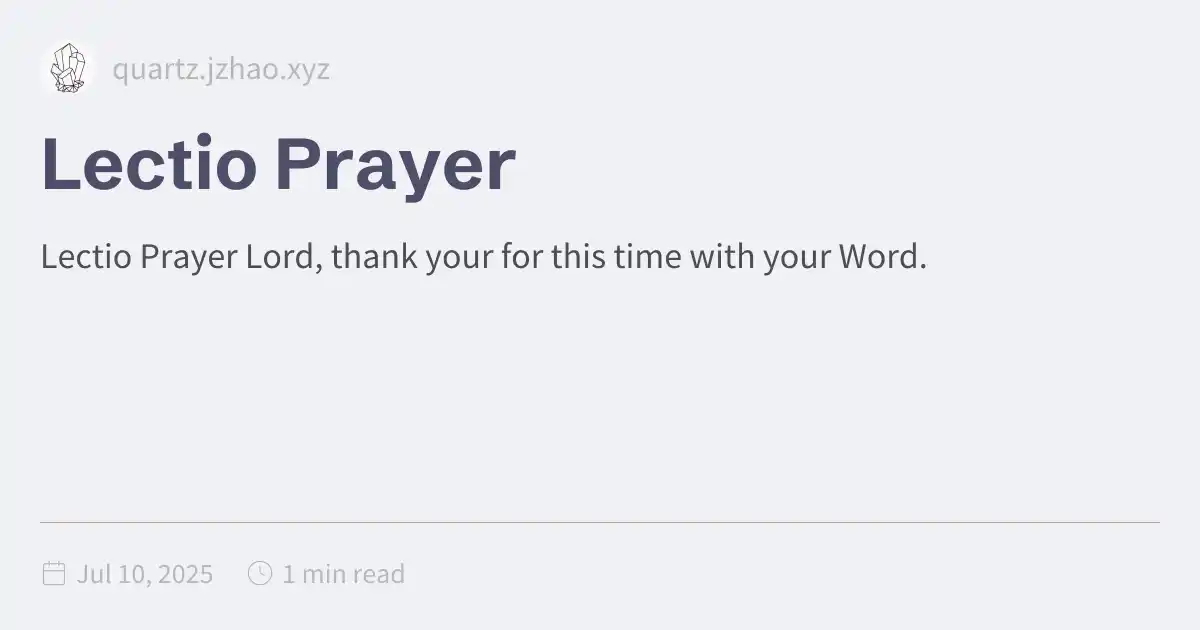 quartz.jzhao.xyz
Lectio Prayer
Lectio Prayer Lord, thank your for this time with your Word.
Jul 10, 2025 1 min read